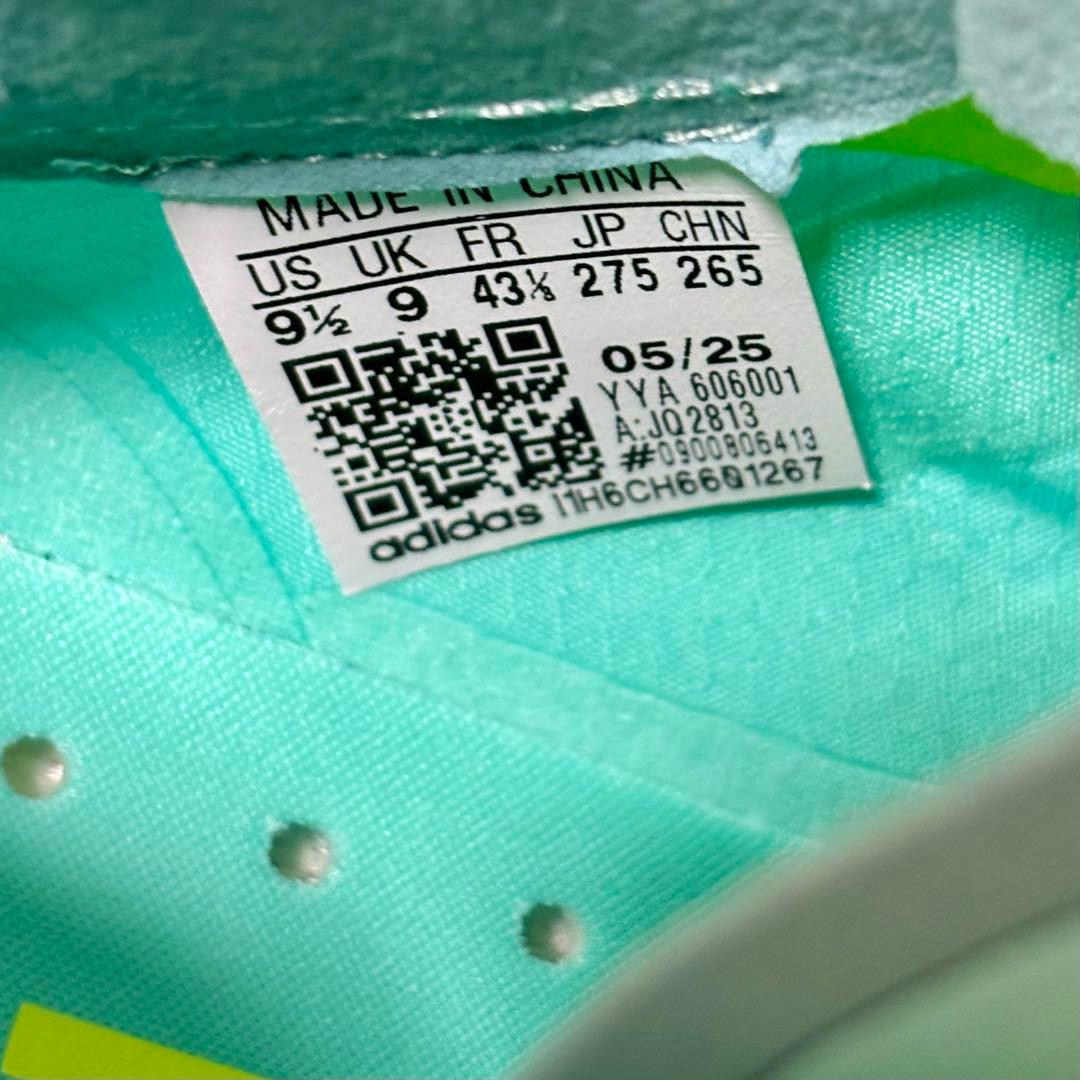 MADE IN CHINA
US UK FR JP CHN
9½ 9 43⅓ 275 265
05/25
YYA 606001
A:JQ2813
#0900806413
adidas I1H6CH6601267